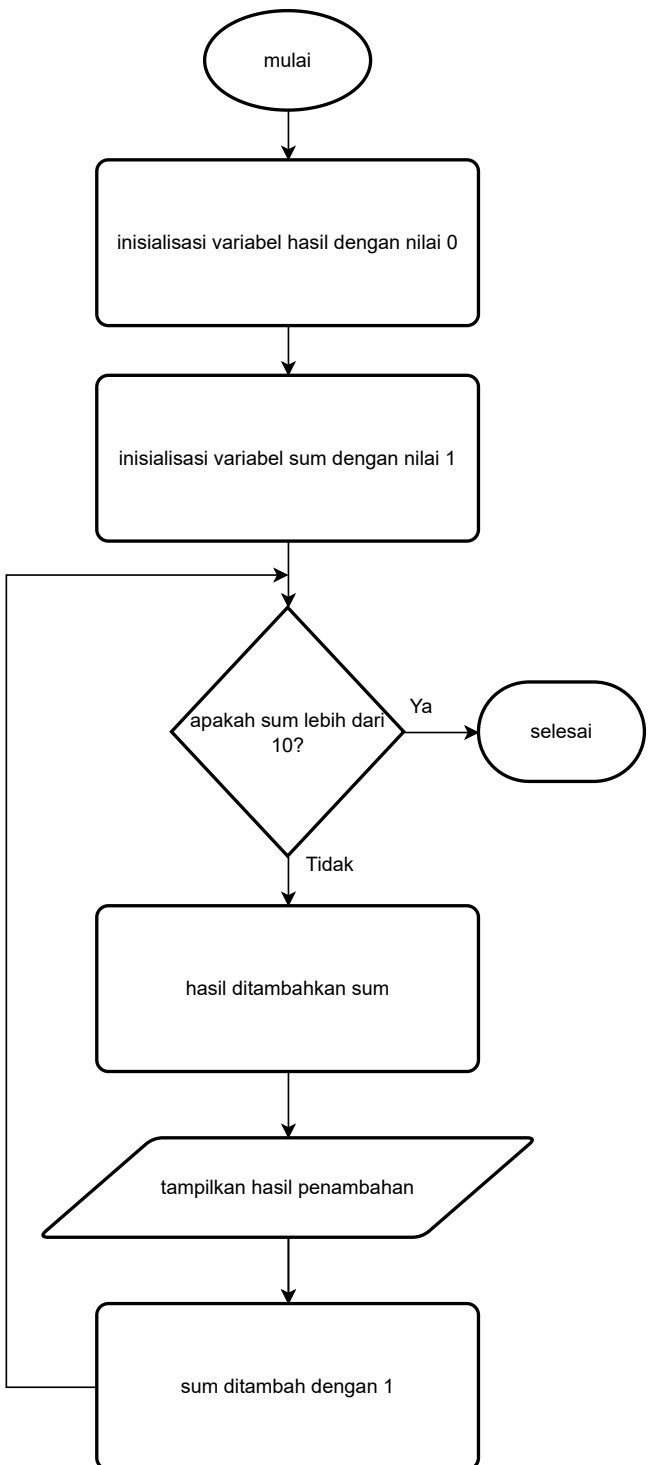 mulai
inisialisasi variabel hasil dengan nilai 0
inisialisasi variabel sum dengan nilai 1
apakah sum lebih dari
10?
Ya
selesai
Tidak
hasil ditambahkan sum
tampilkan hasil penambahan
sum ditambah dengan 1